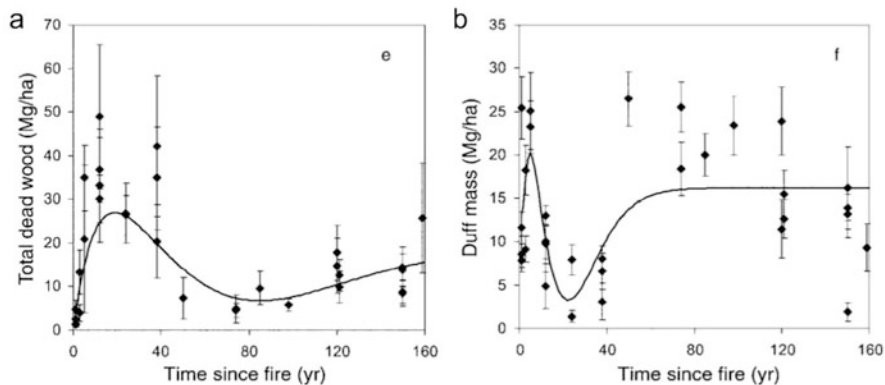 a
e
Total dead wood (Mg/ha)
70
60
50
40
30
20
10
0
0 40 80 120 160
Time since fire (yr)
b
f
Duff mass (Mg/ha)
35
30
25
20
15
10
5
0
0 40 80 120 160
Time since fire (yr)